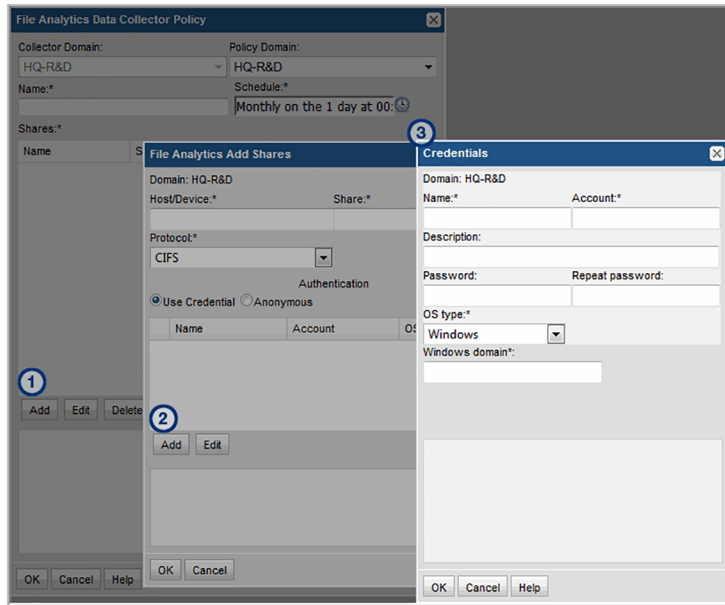 File Analytics Data Collector Policy
Collector Domain:
Policy Domain:
HQ-R&D
HQ-R&D
Name:*
Schedule:*
Monthly on the 1 day at 00:
Shares:*
Name
S
1
Add
Edit
Delete
OK
Cancel
Help
File Analytics Add Shares
Domain: HQ-R&D
Host/Device:*
Share:*
Protocol:*
CIFS
Authentication
Use Credential
Anonymous
Name
Account
OS
2
Add
Edit
OK
Cancel
3
Credentials
Domain: HQ-R&D
Name:*
Account:*
Description:
Password:
Repeat password:
OS type:*
Windows
Windows domain*:
OK
Cancel
Help